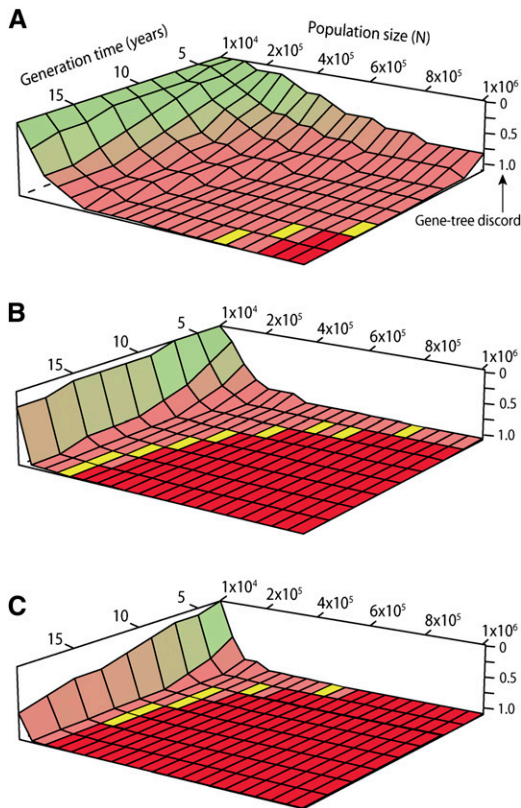 A
Generation time (years)
Population size (N)
15
10
5
1x10⁴
2x10⁵
4x10⁵
6x10⁵
8x10⁵
1x10⁶
0
0.5
1.0
Gene-tree discord
B
15
10
5
1x10⁴
2x10⁵
4x10⁵
6x10⁵
8x10⁵
1x10⁶
0
0.5
1.0
C
15
10
5
1x10⁴
2x10⁵
4x10⁵
6x10⁵
8x10⁵
1x10⁶
0
0.5
1.0